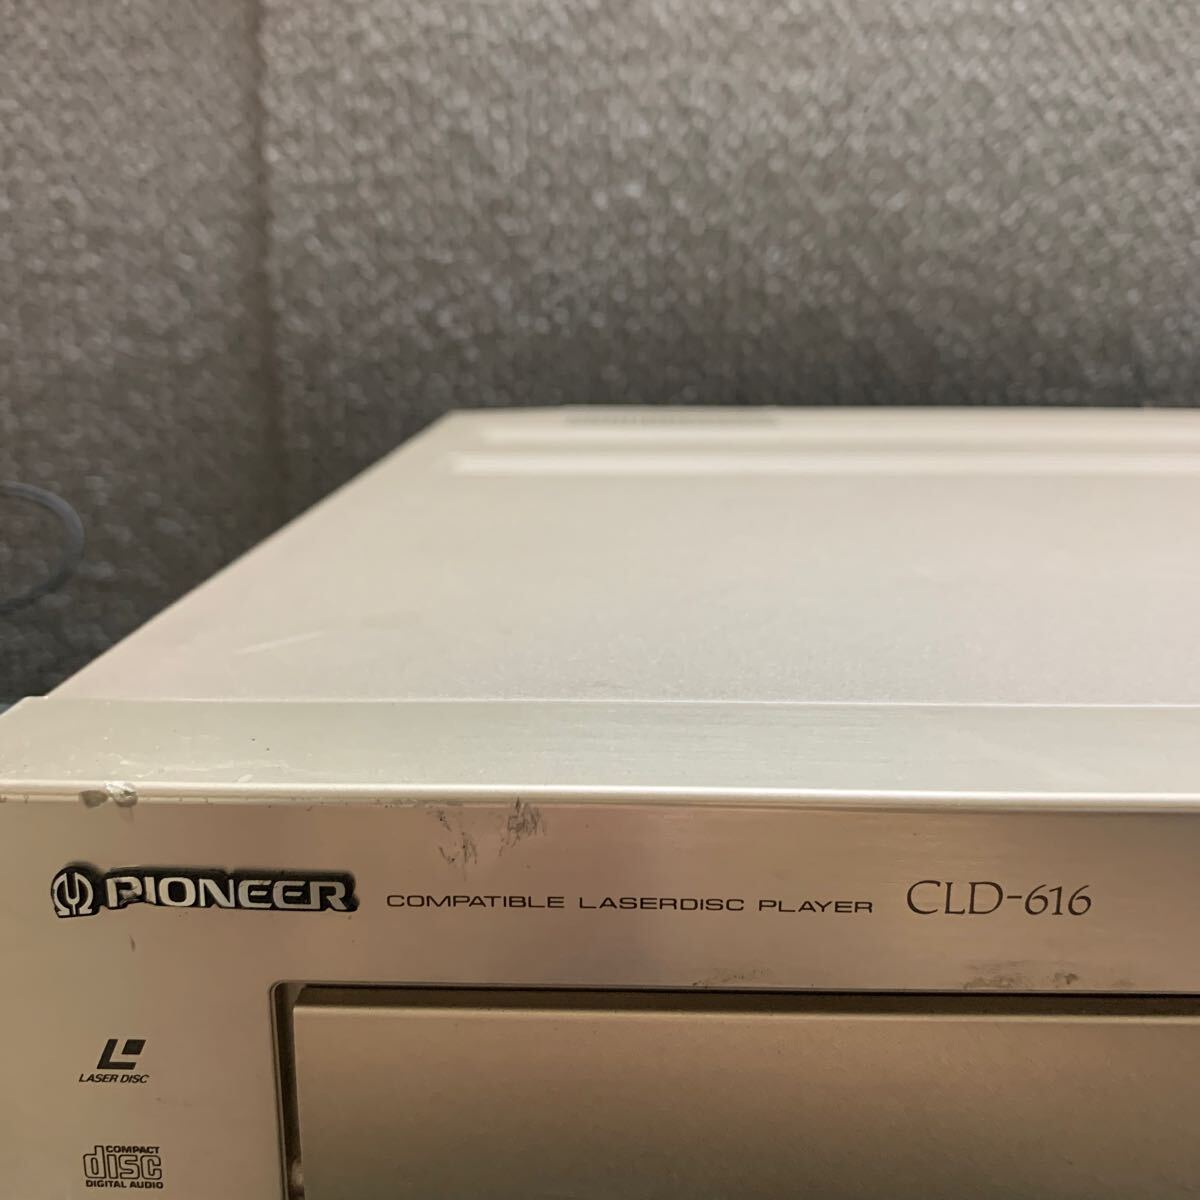 PIONEER COMPATIBLE LASERDISC PLAYER CLD-616
LASER DISC
COMPACT
disc
DIGITAL AUDIO